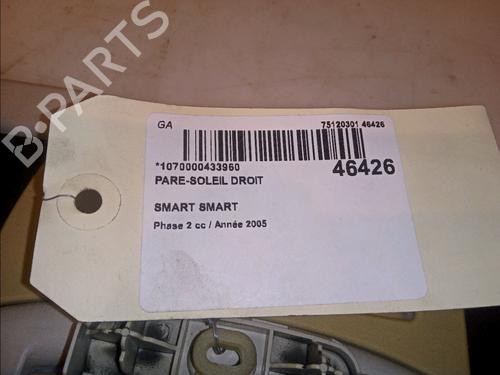 B-PARTS
GA 75120301 46426
*1070000433960 46426
PARE-SOLEIL DROIT
SMART SMART
Phase 2 cc / Année 2005